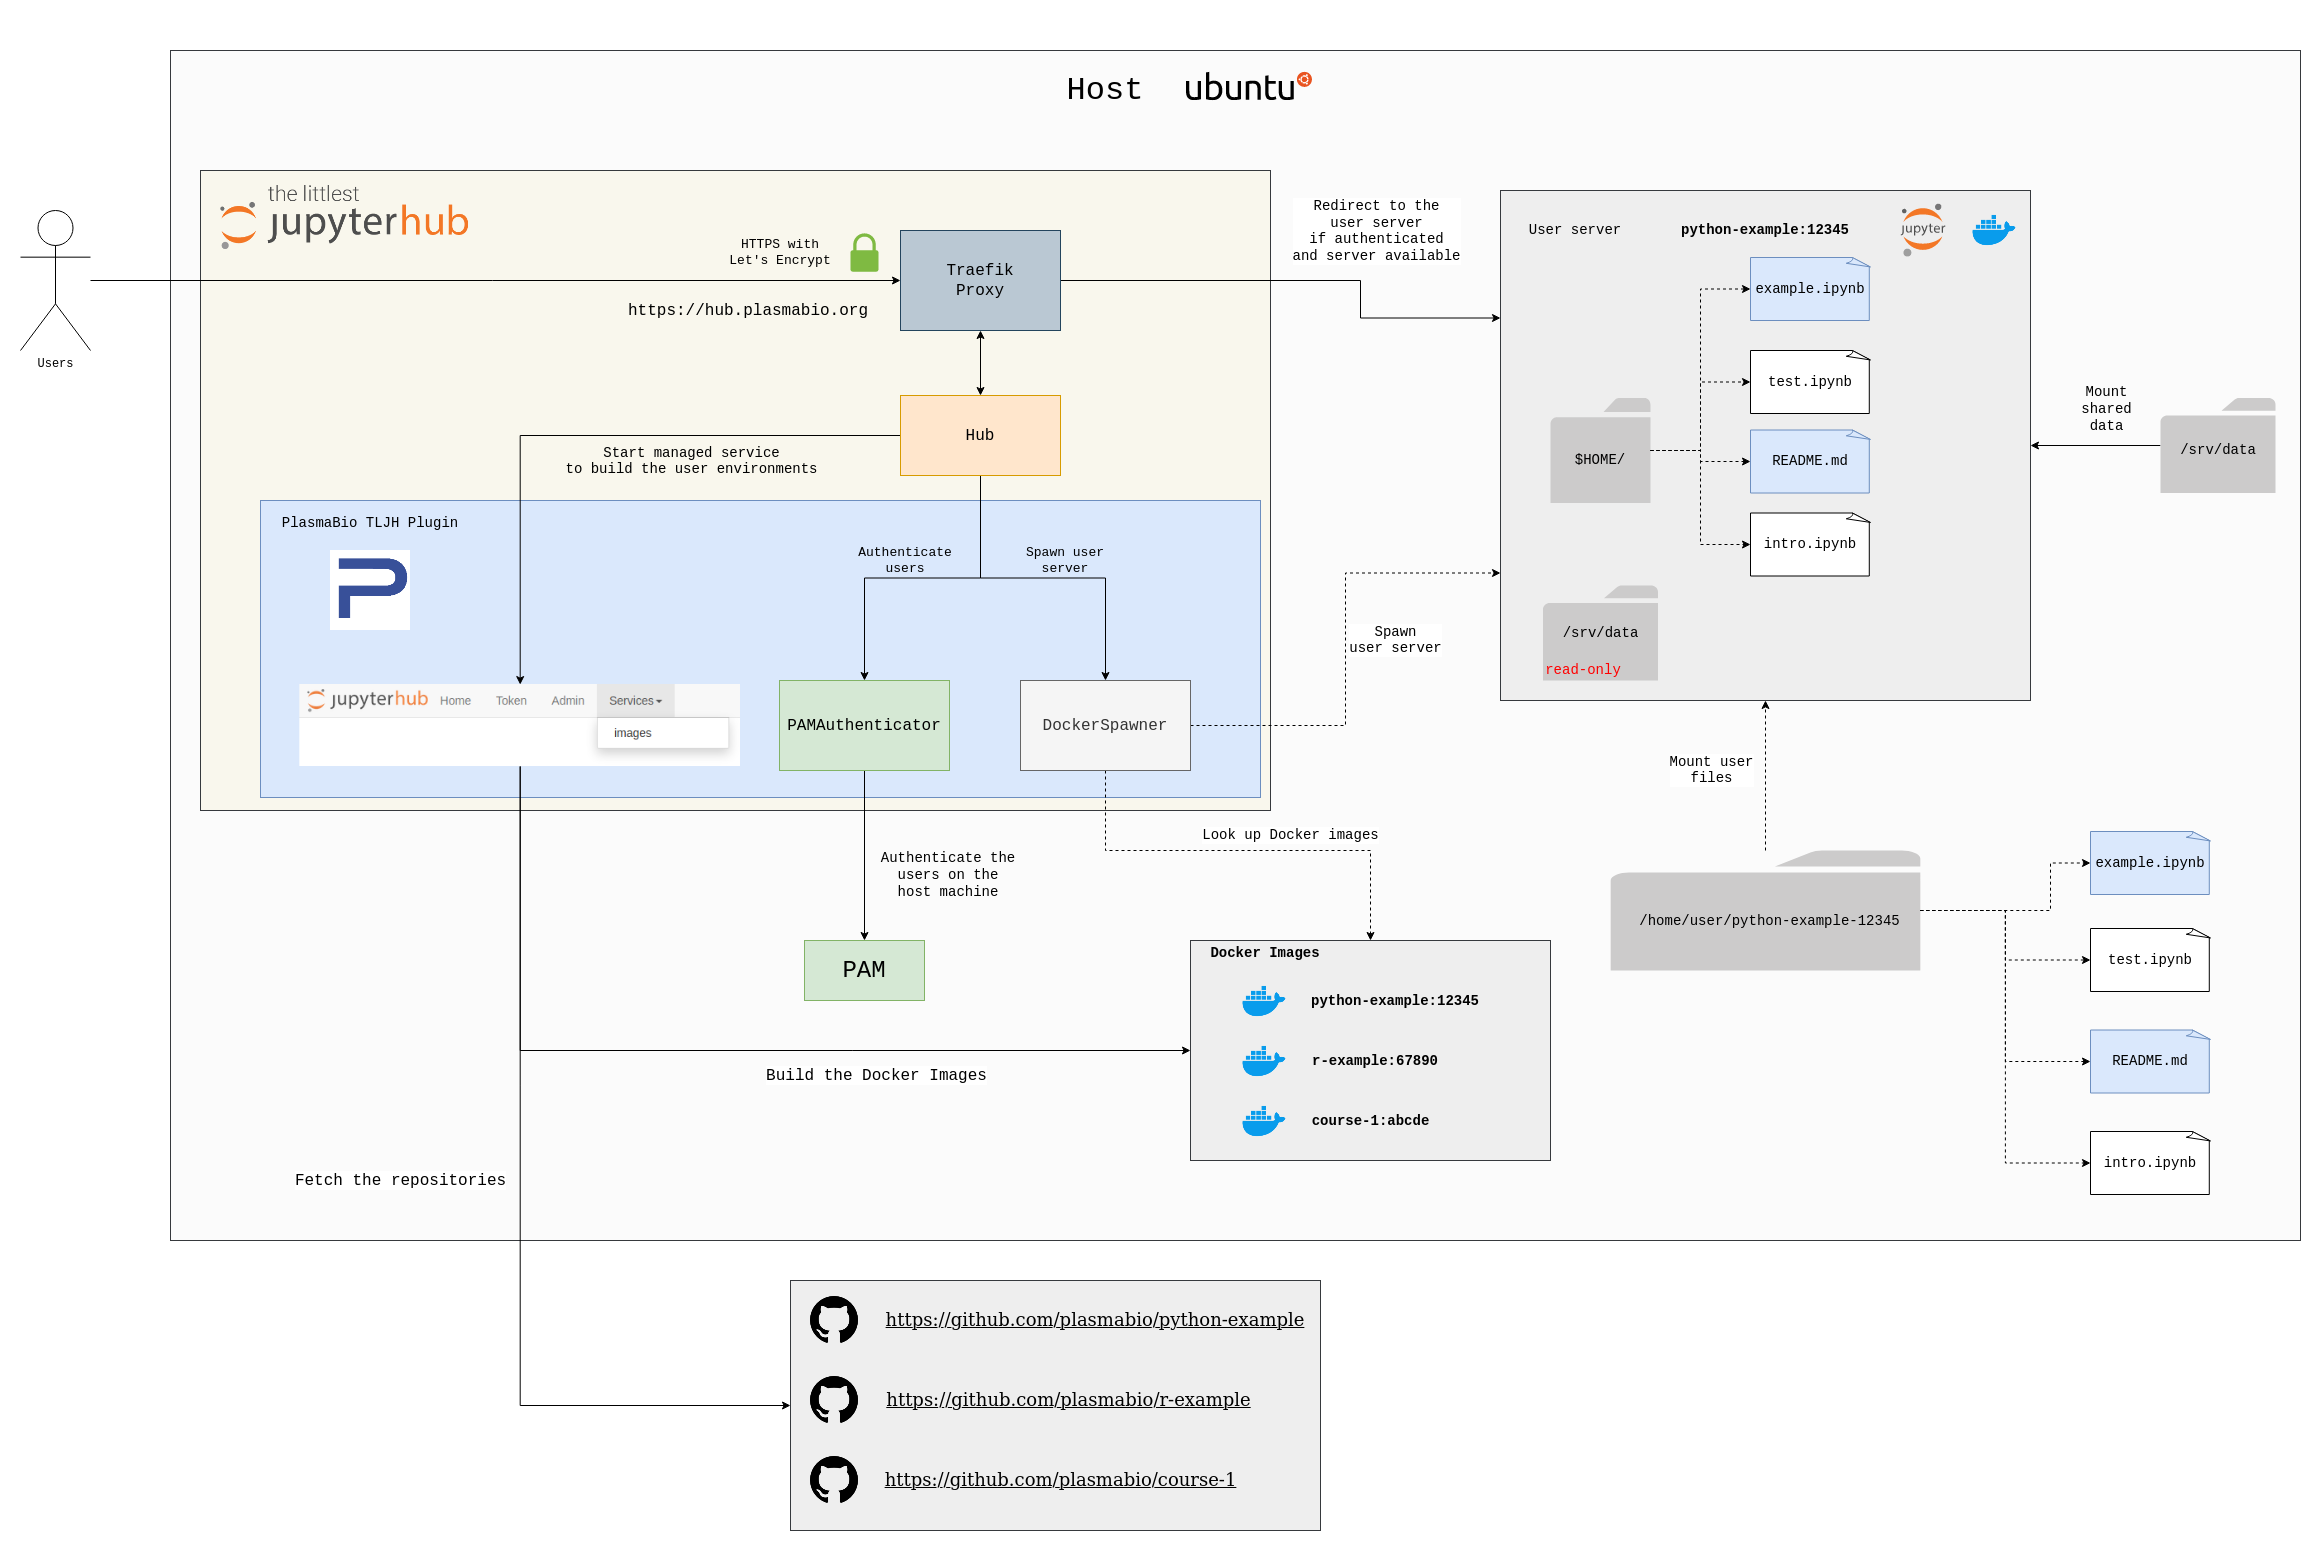 Host ubuntu
the littlest
jupyterhub
HTTPS with
Let's Encrypt
https://hub.plasmabio.org
Users
Traefik
Proxy
Redirect to the
user server
if authenticated
and server available
Hub
Start managed service
to build the user environments
PlasmaBio TLJH Plugin
Authenticate
users
Spawn user
server
jupyterhub Home Token Admin Services
images
PAMAuthenticator
DockerSpawner
Spawn
user server
User server
python-example:12345
jupyter
example.ipynb
test.ipynb
$HOME/
README.md
intro.ipynb
/srv/data
read-only
Mount
shared
data
/srv/data
Mount user
files
Look up Docker images
Authenticate the
users on the
host machine
PAM
Docker Images
python-example:12345
r-example:67890
course-1:abcde
Build the Docker Images
/home/user/python-example-12345
example.ipynb
test.ipynb
README.md
intro.ipynb
Fetch the repositories
https://github.com/plasmabio/python-example
https://github.com/plasmabio/r-example
https://github.com/plasmabio/course-1